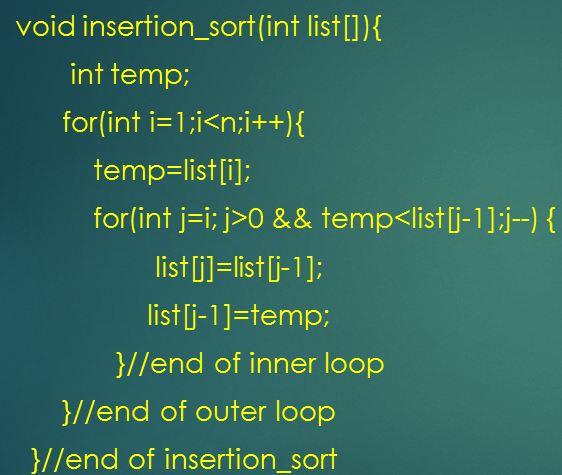 void insertion_sort(int list[]){
int temp;
for(int i=1;i<n;i++){
temp=list[i];
for(int j=i; j>0 && temp<list[j-1];j--) {
list[j]=list[j-1];
list[j-1]=temp;
}//end of inner loop
}//end of outer loop
}//end of insertion_sort